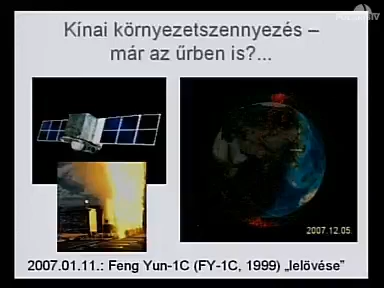 Kínai környezetszennyezés –
már az űrben is?...
2007.12.05.
2007.01.11.: Feng Yun-1C (FY-1C, 1999) „lelövése”